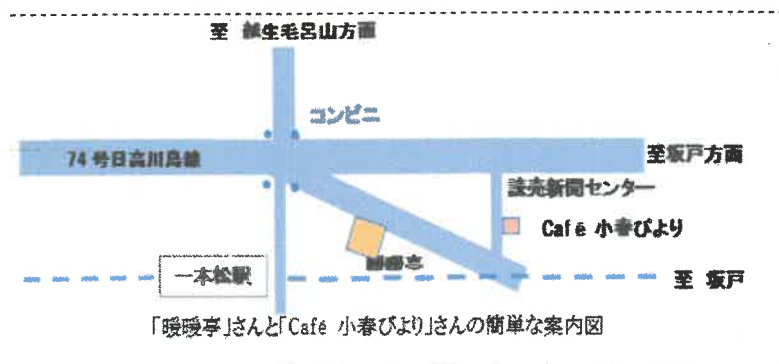 至 越生毛呂山方面
コンビニ
74号日高川島線
至坂戸方面
読売新聞センター
Café 小春びより
暖暖亭
一本松駅
至 坂戸
「暖暖亭」さんと「Café 小春びより」さんの簡単な案内図